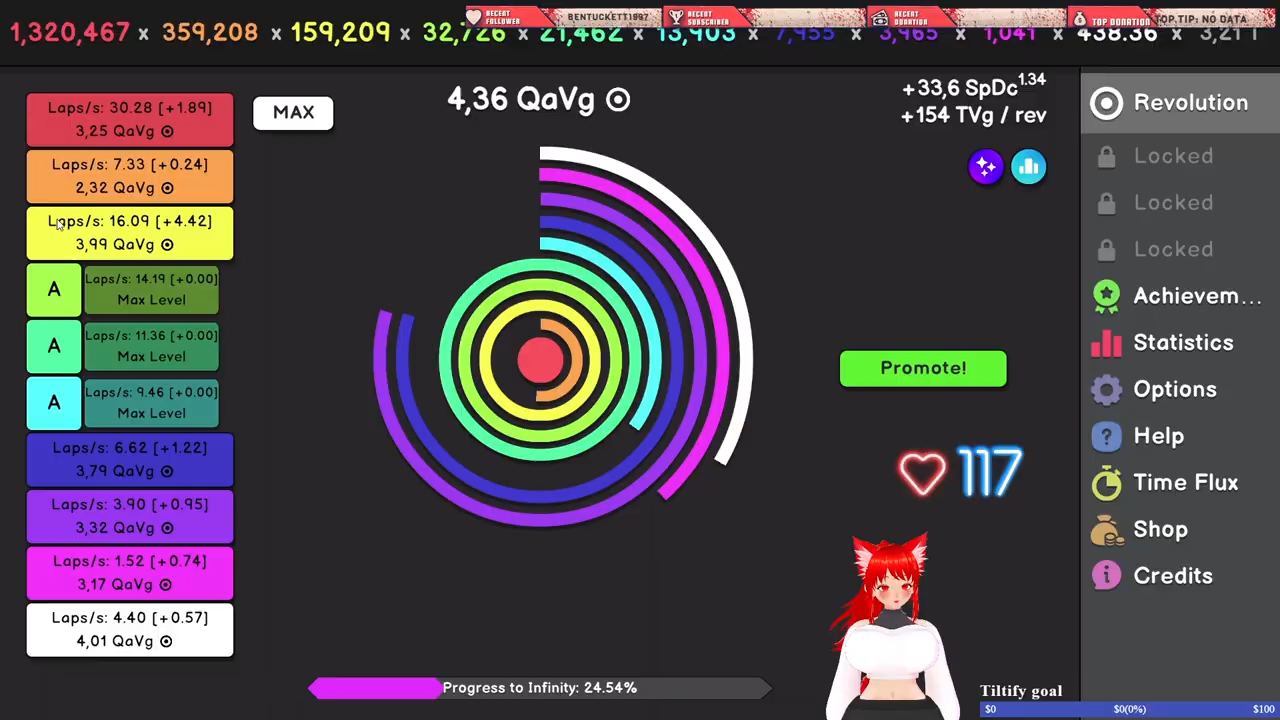 RECENT FOLLOWER
BENTUCKETT1997
RECENT SUBSCRIBER
RECENT DONATION
TOP DONATION
TOP TIP: NO DATA
1,320,467 x 359,208 x 159,209 x 32,726 x 21,462 x 13,903 x 7,955 x 3,965 x 1,041 x 438.36 x 3,211
Laps/s: 30.28 [+1.89]
3,25 QaVg
Laps/s: 7.33 [+0.24]
2,32 QaVg
Laps/s: 16.09 [+4.42]
3,99 QaVg
A
Laps/s: 14.19 [+0.00]
Max Level
A
Laps/s: 11.36 [+0.00]
Max Level
A
Laps/s: 9.46 [+0.00]
Max Level
Laps/s: 6.62 [+1.22]
3,79 QaVg
Laps/s: 3.90 [+0.95]
3,32 QaVg
Laps/s: 1.52 [+0.74]
3,17 QaVg
Laps/s: 4.40 [+0.57]
4,01 QaVg
MAX
4,36 QaVg
+33,6 SpDc1.34
+154 TVg / rev
Promote!
117
Progress to Infinity: 24.54%
Revolution
Locked
Locked
Locked
Achievem...
Statistics
Options
Help
Time Flux
Shop
Credits
Tiltify goal
$0
$0(0%)
$100